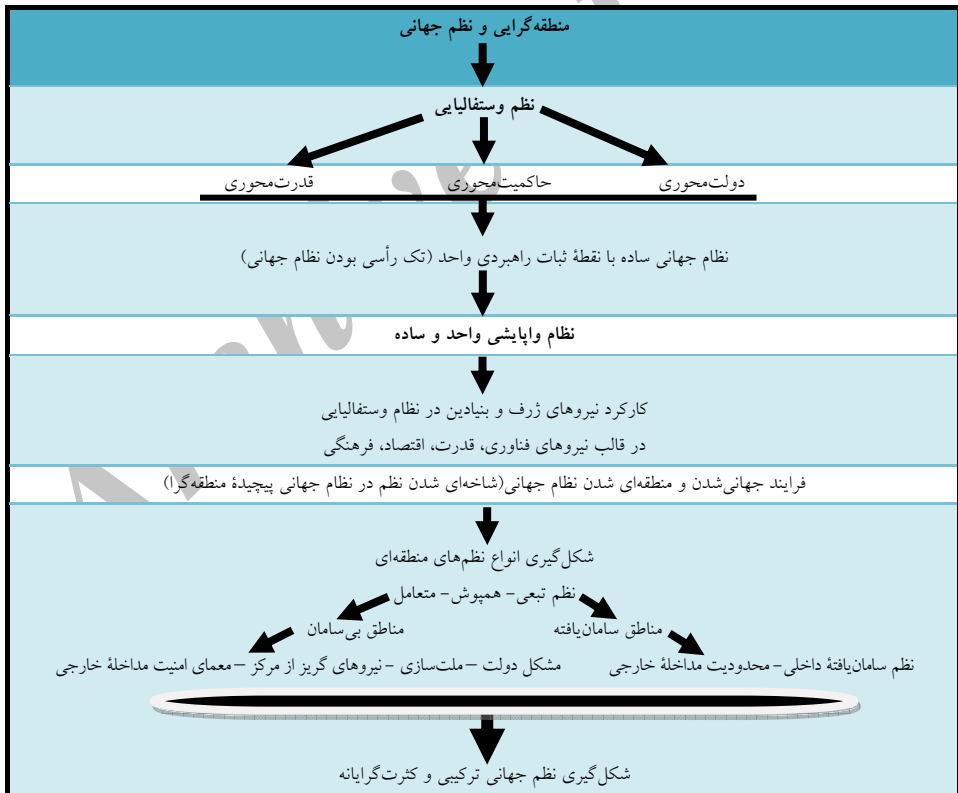 منطقه‌گرایی و نظم جهانی
نظم وستفالیایی
دولت‌محوری حاکمیت‌محوری قدرت‌محوری
نظام جهانی ساده با نقطهٔ ثبات راهبردی واحد (تک رأسی بودن نظام جهانی)
نظام واپایشی واحد و ساده
کارکرد نیروهای ژرف و بنیادین در نظام وستفالیایی
در قالب نیروهای فناوری، قدرت، اقتصاد، فرهنگی
فرایند جهانی‌شدن و منطقه‌ای شدن نظام جهانی(شاخه‌ای شدن نظم در نظام جهانی پیچیدهٔ منطقه‌گرا)
شکل‌گیری انواع نظم‌های منطقه‌ای
نظم تبعی- همپوش- متعامل
مناطق سامان‌یافته مناطق بی‌سامان
نظم سامان‌یافتهٔ داخلی- محدودیت مداخلهٔ خارجی مشکل دولت –ملت‌سازی -نیروهای گریز از مرکز –معمای امنیت مداخلهٔ خارجی
شکل‌گیری نظم جهانی ترکیبی و کثرت‌گرایانه